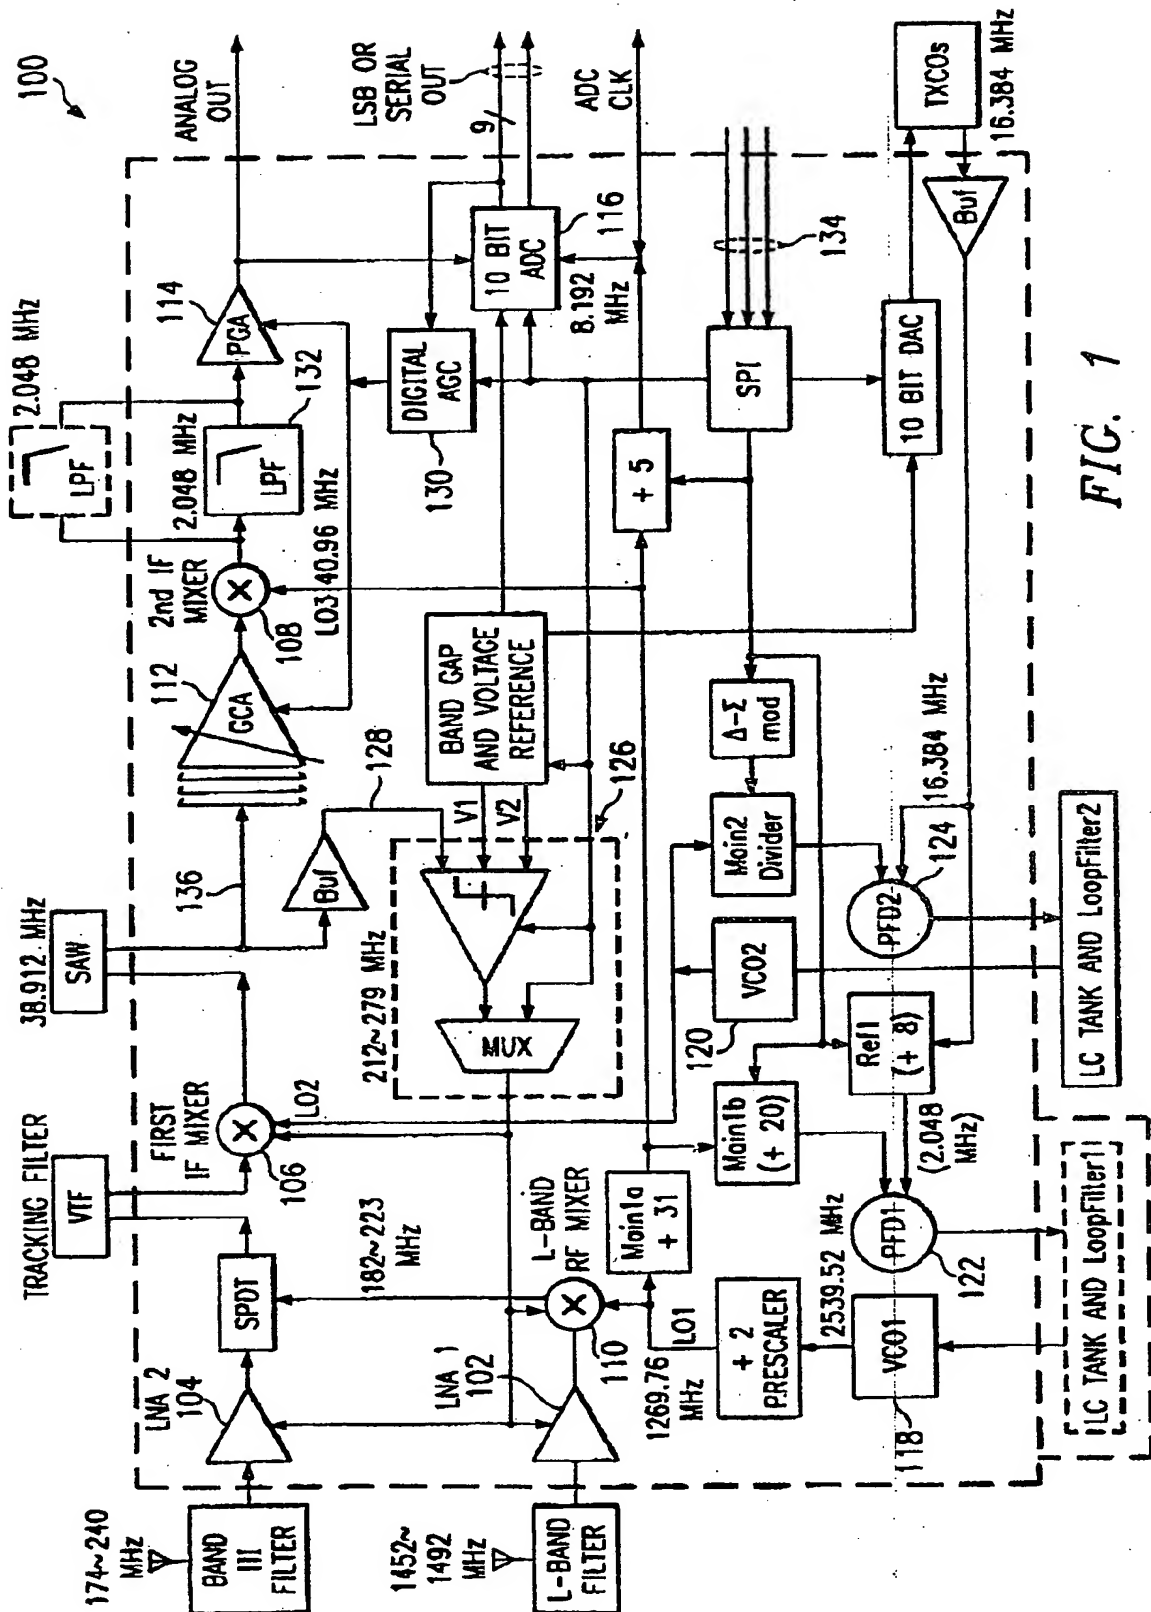 100
ANALOG
OUT
LSB OR
SERIAL
OUT
9
ADC
CLK
TXCOs
16.384 MHz
Buf
134
2.048 MHz
LPF
2.048 MHz
LPF
132
114
PGA
10 BIT
ADC
116
8.192
MHz
DIGITAL
AGC
130
SPI
10 BIT DAC
2nd IF
MIXER
108
LO3 40.96 MHz
112
GCA
÷ 5
BAND GAP
AND VOLTAGE
REFERENCE
V1
V2
126
128
Buf
136
38.912 MHz
SAW
212~279 MHz
MUX
Δ-Σ
mod
Main2
Divider
16.384 MHz
PFD2
124
VCO2
120
LC TANK AND LoopFilter2
TRACKING FILTER
VTF
FIRST
IF MIXER
106
LO2
SPDT
182~223
MHz
L-BAND
RF MIXER
110
Main1a
÷ 31
Main1b
(÷ 20)
Ref1
(÷ 8)
(2.048
MHz)
PFD1
122
LNA 2
104
LNA 1
102
1269.76
MHz
LO1
÷ 2
PRESCALER
2539.52 MHz
VCO1
118
LC TANK AND LoopFilter1
174~240
MHz
BAND
III
FILTER
1452~
1492
MHz
L-BAND
FILTER
FIG. 1